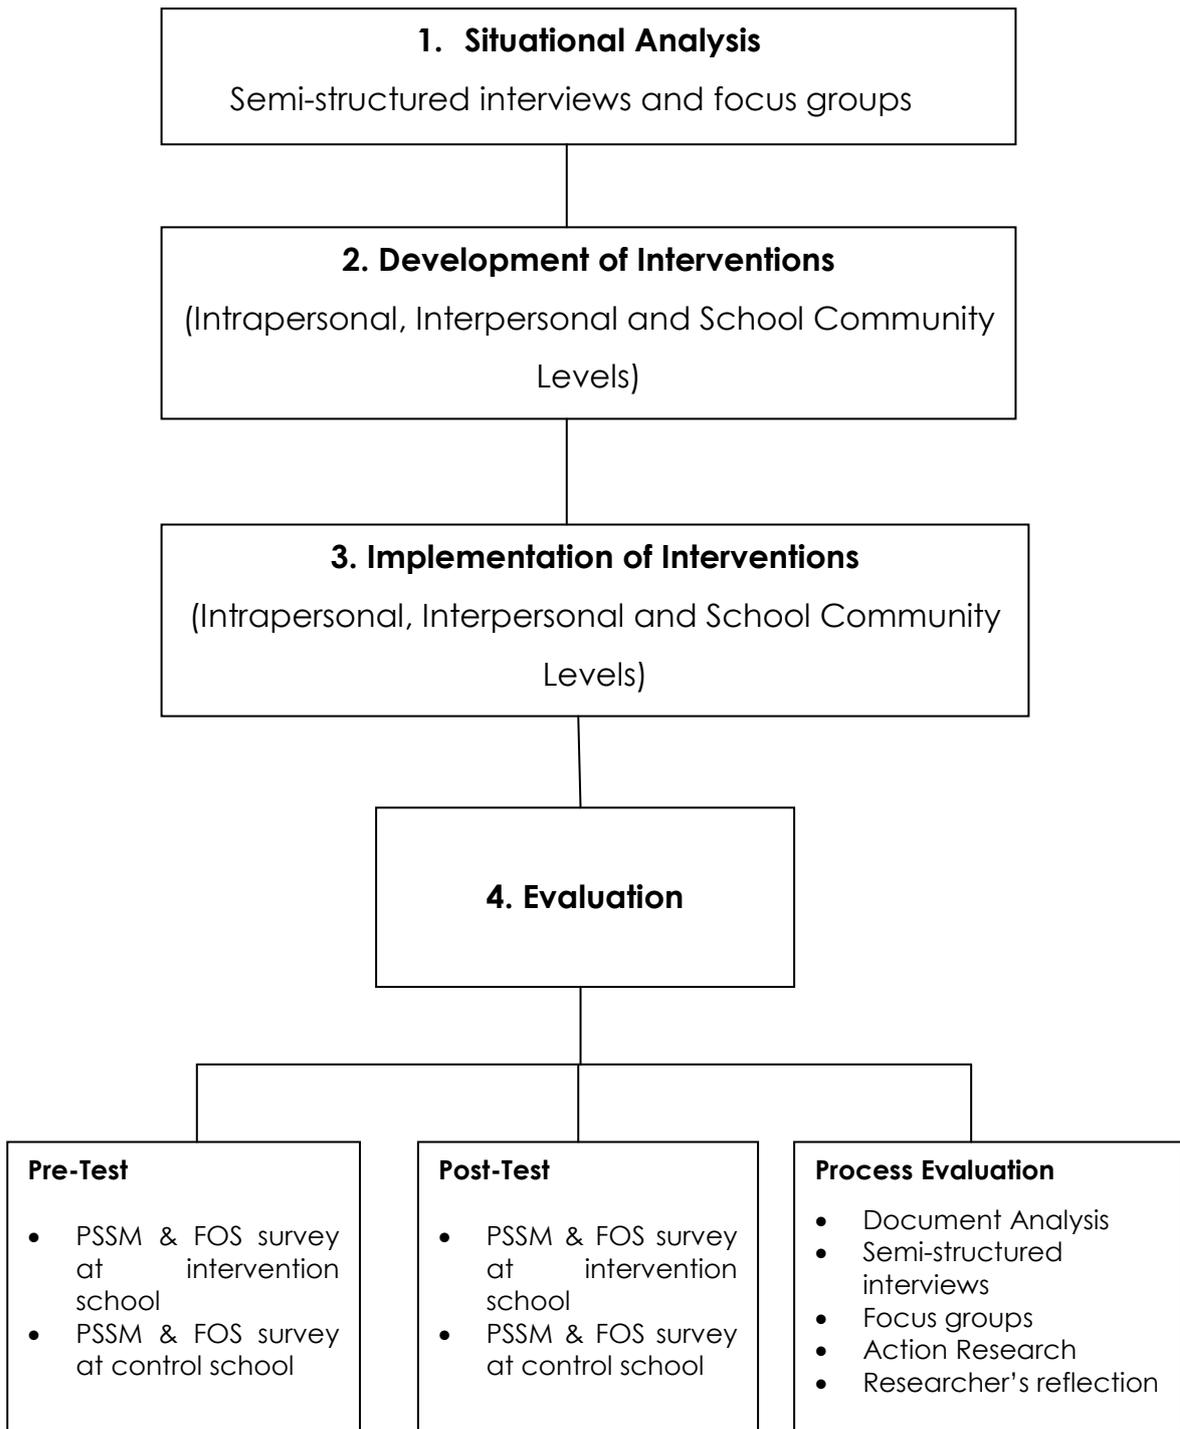 1. Situational Analysis
Semi-structured interviews and focus groups
2. Development of Interventions
(Intrapersonal, Interpersonal and School Community
Levels)
3. Implementation of Interventions
(Intrapersonal, Interpersonal and School Community
Levels)
4. Evaluation
Pre-Test
• PSSM & FOS survey
at intervention
school
• PSSM & FOS survey
at control school
Post-Test
• PSSM & FOS survey
at intervention
school
• PSSM & FOS survey
at control school
Process Evaluation
• Document Analysis
• Semi-structured
interviews
• Focus groups
• Action Research
• Researcher’s reflection